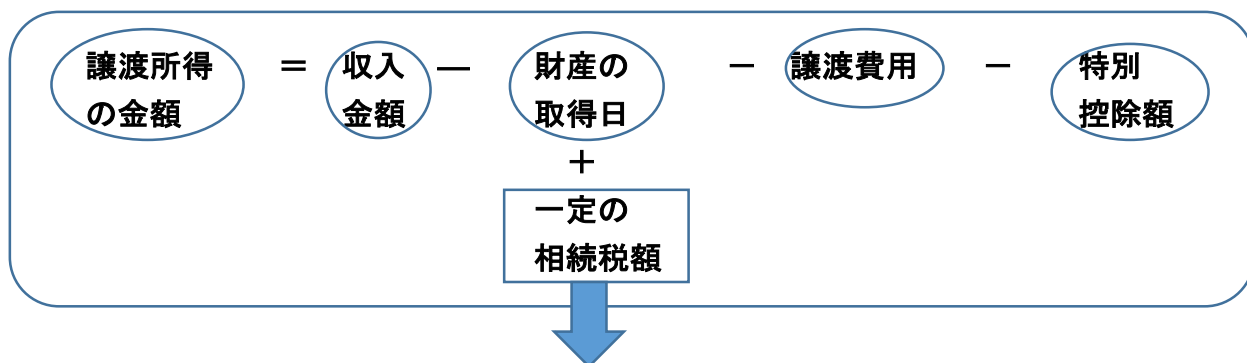 譲渡所得の金額 = 収入金額 ― 財産の取得日 − 譲渡費用 − 特別控除額
+
一定の
相続税額